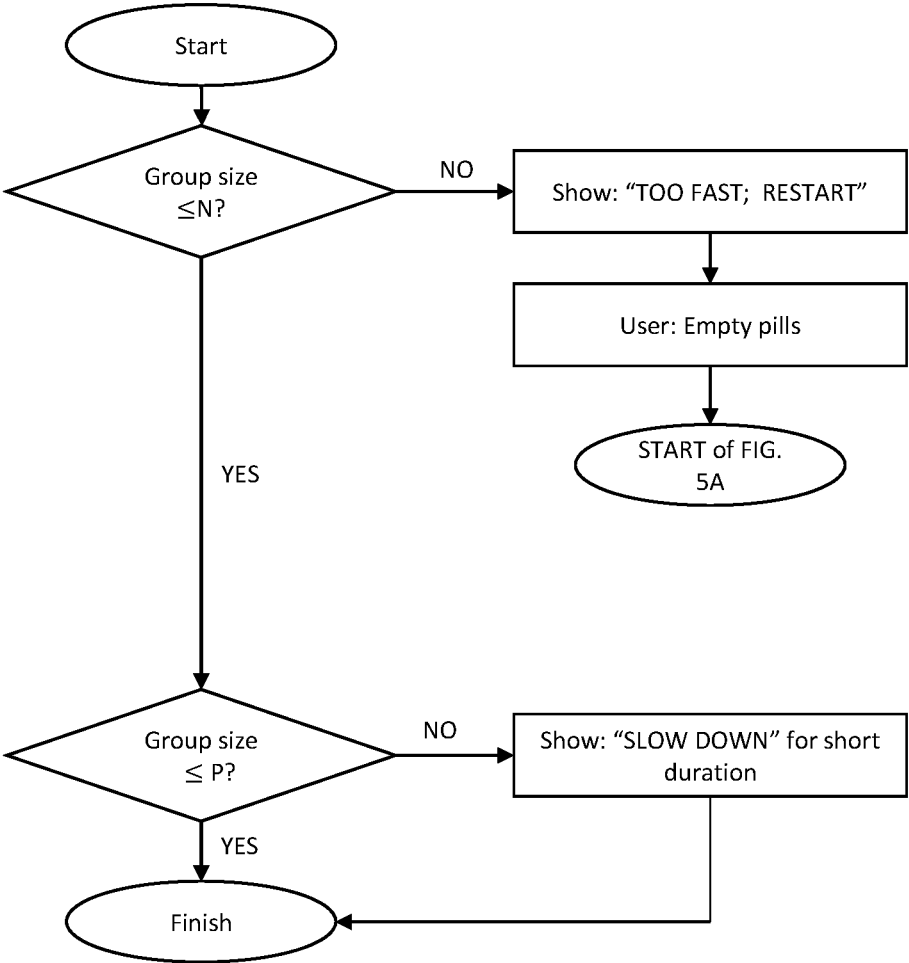 Start
Group size
≤N?
NO
Show: “TOO FAST;  RESTART”
User: Empty pills
START of FIG.
5A
YES
Group size
≤ P?
NO
Show: “SLOW DOWN” for short
duration
YES
Finish